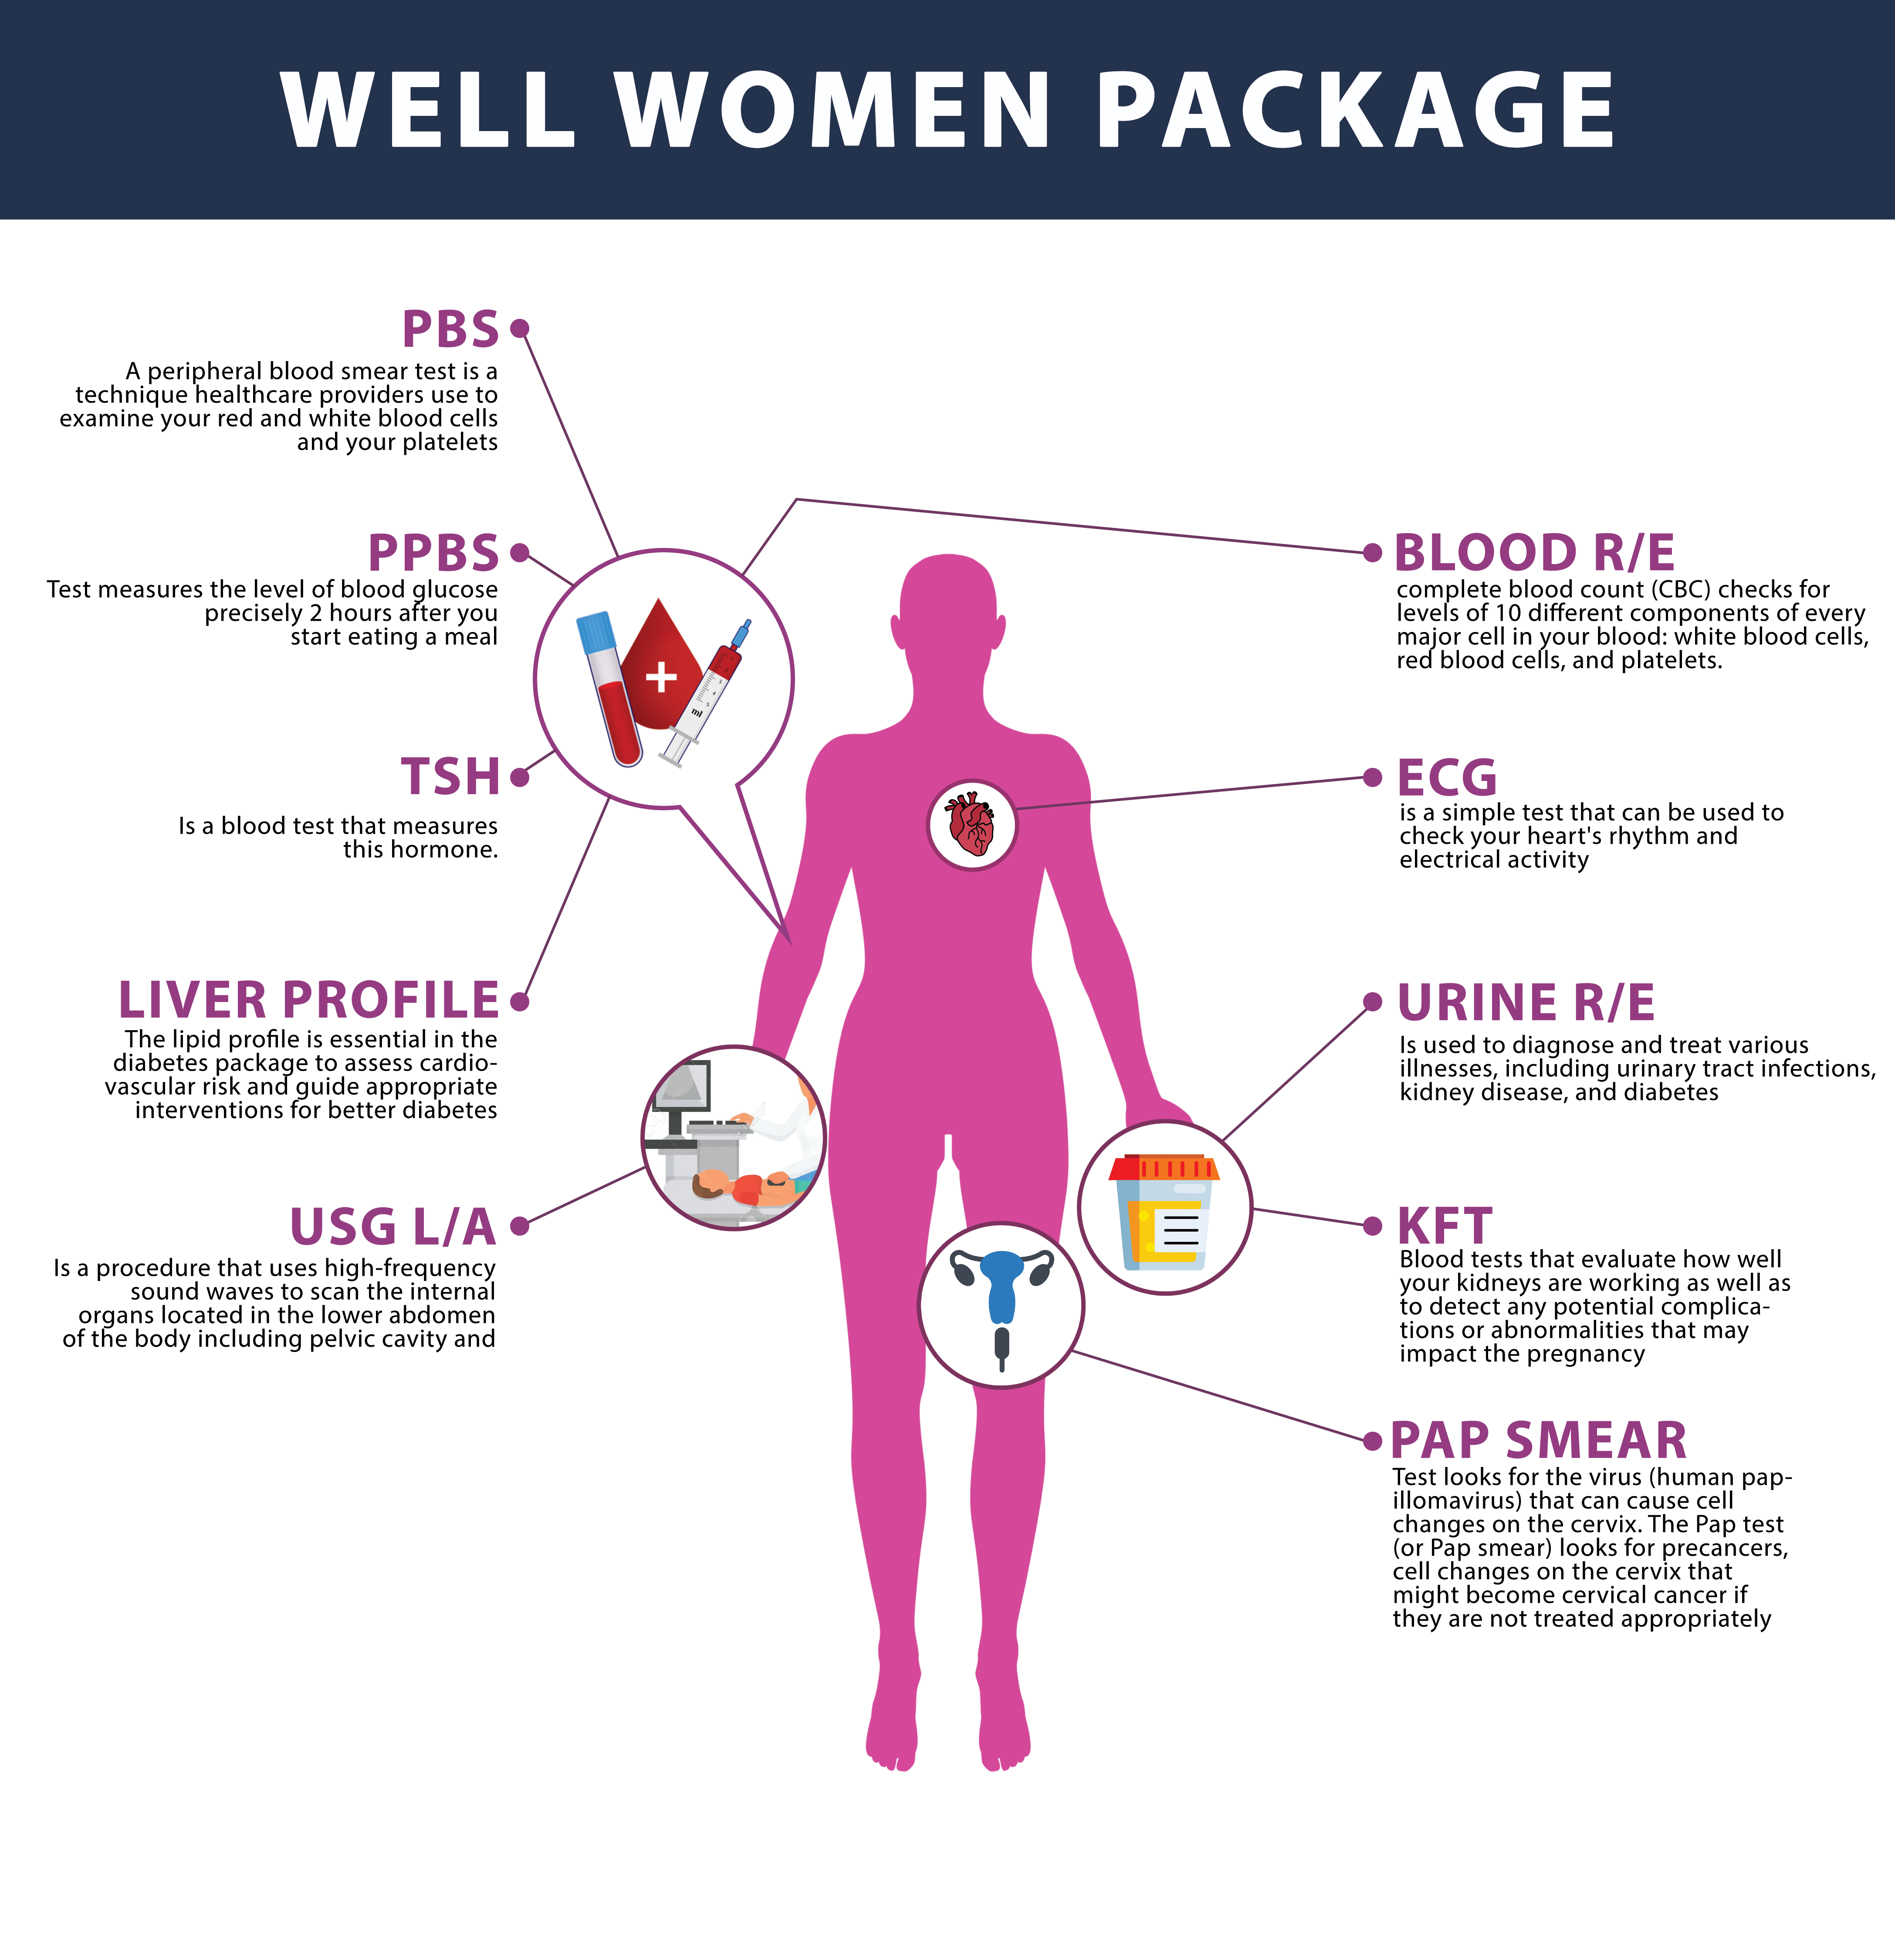 WELL WOMEN PACKAGE
PBS
A peripheral blood smear test is a
technique healthcare providers use to
examine your red and white blood cells
and your platelets
PPBS
Test measures the level of blood glucose
precisely 2 hours after you
start eating a meal
TSH
Is a blood test that measures
this hormone.
LIVER PROFILE
The lipid profile is essential in the
diabetes package to assess cardio-
vascular risk and guide appropriate
interventions for better diabetes
USG L/A
Is a procedure that uses high-frequency
sound waves to scan the internal
organs located in the lower abdomen
of the body including pelvic cavity and
ml
3
4
5
BLOOD R/E
complete blood count (CBC) checks for
levels of 10 different components of every
major cell in your blood: white blood cells,
red blood cells, and platelets.
ECG
is a simple test that can be used to
check your heart's rhythm and
electrical activity
URINE R/E
Is used to diagnose and treat various
illnesses, including urinary tract infections,
kidney disease, and diabetes
KFT
Blood tests that evaluate how well
your kidneys are working as well as
to detect any potential complica-
tions or abnormalities that may
impact the pregnancy
PAP SMEAR
Test looks for the virus (human pap-
illomavirus) that can cause cell
changes on the cervix. The Pap test
(or Pap smear) looks for precancers,
cell changes on the cervix that
might become cervical cancer if
they are not treated appropriately